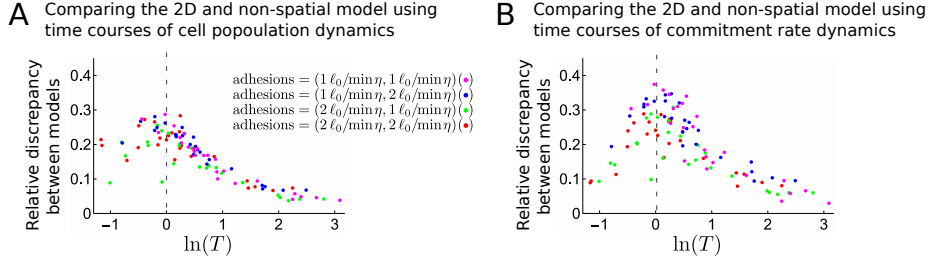 A
Comparing the 2D and non-spatial model using
time courses of cell popoulation dynamics
Relative discrepancy
between models
0.4
0.3
0.2
0.1
0
−1
0
1
2
3
ln(T)
adhesions = (1 ℓ₀/min η, 1 ℓ₀/min η)(•)
adhesions = (1 ℓ₀/min η, 2 ℓ₀/min η)(•)
adhesions = (2 ℓ₀/min η, 1 ℓ₀/min η)(•)
adhesions = (2 ℓ₀/min η, 2 ℓ₀/min η)(•)
B
Comparing the 2D and non-spatial model using
time courses of commitment rate dynamics
Relative discrepancy
between models
0.4
0.3
0.2
0.1
0
−1
0
1
2
3
ln(T)